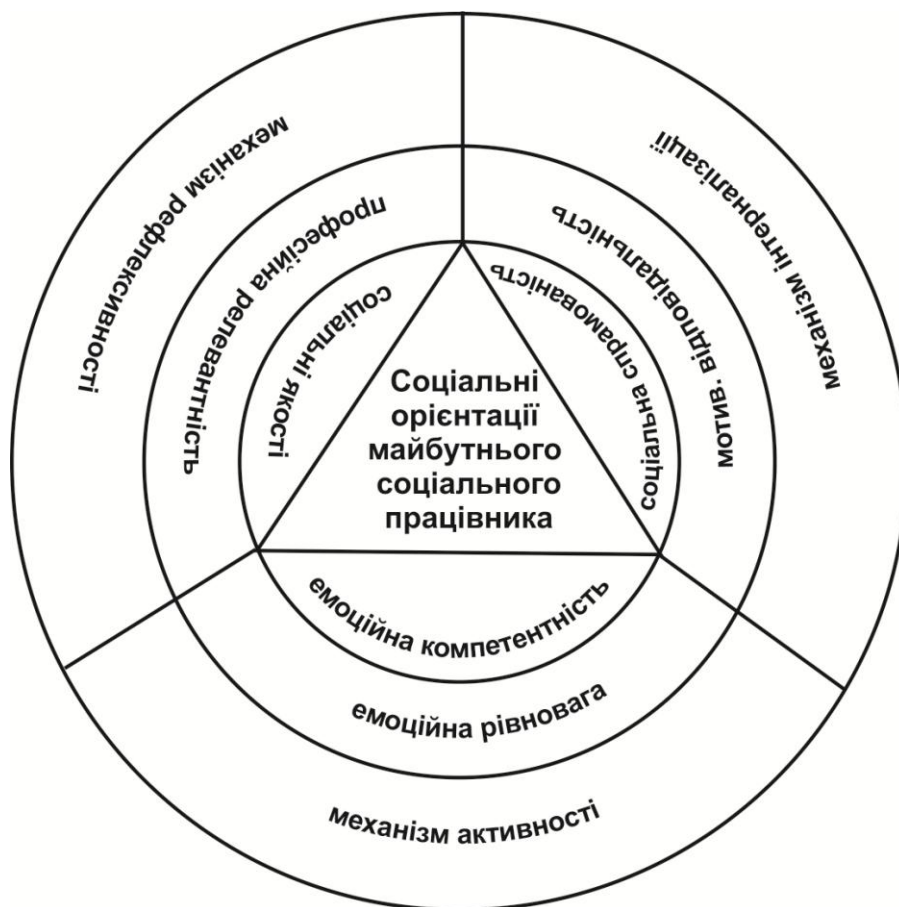 механізм рефлексивності
професійна релевантність
соціальні якості
механізм інтерналізації
мотив. відповідальність
соціальна спрамованість
Соціальні
орієнтації
майбутнього
соціального
працівника
емоційна компетентність
емоційна рівновага
механізм активності